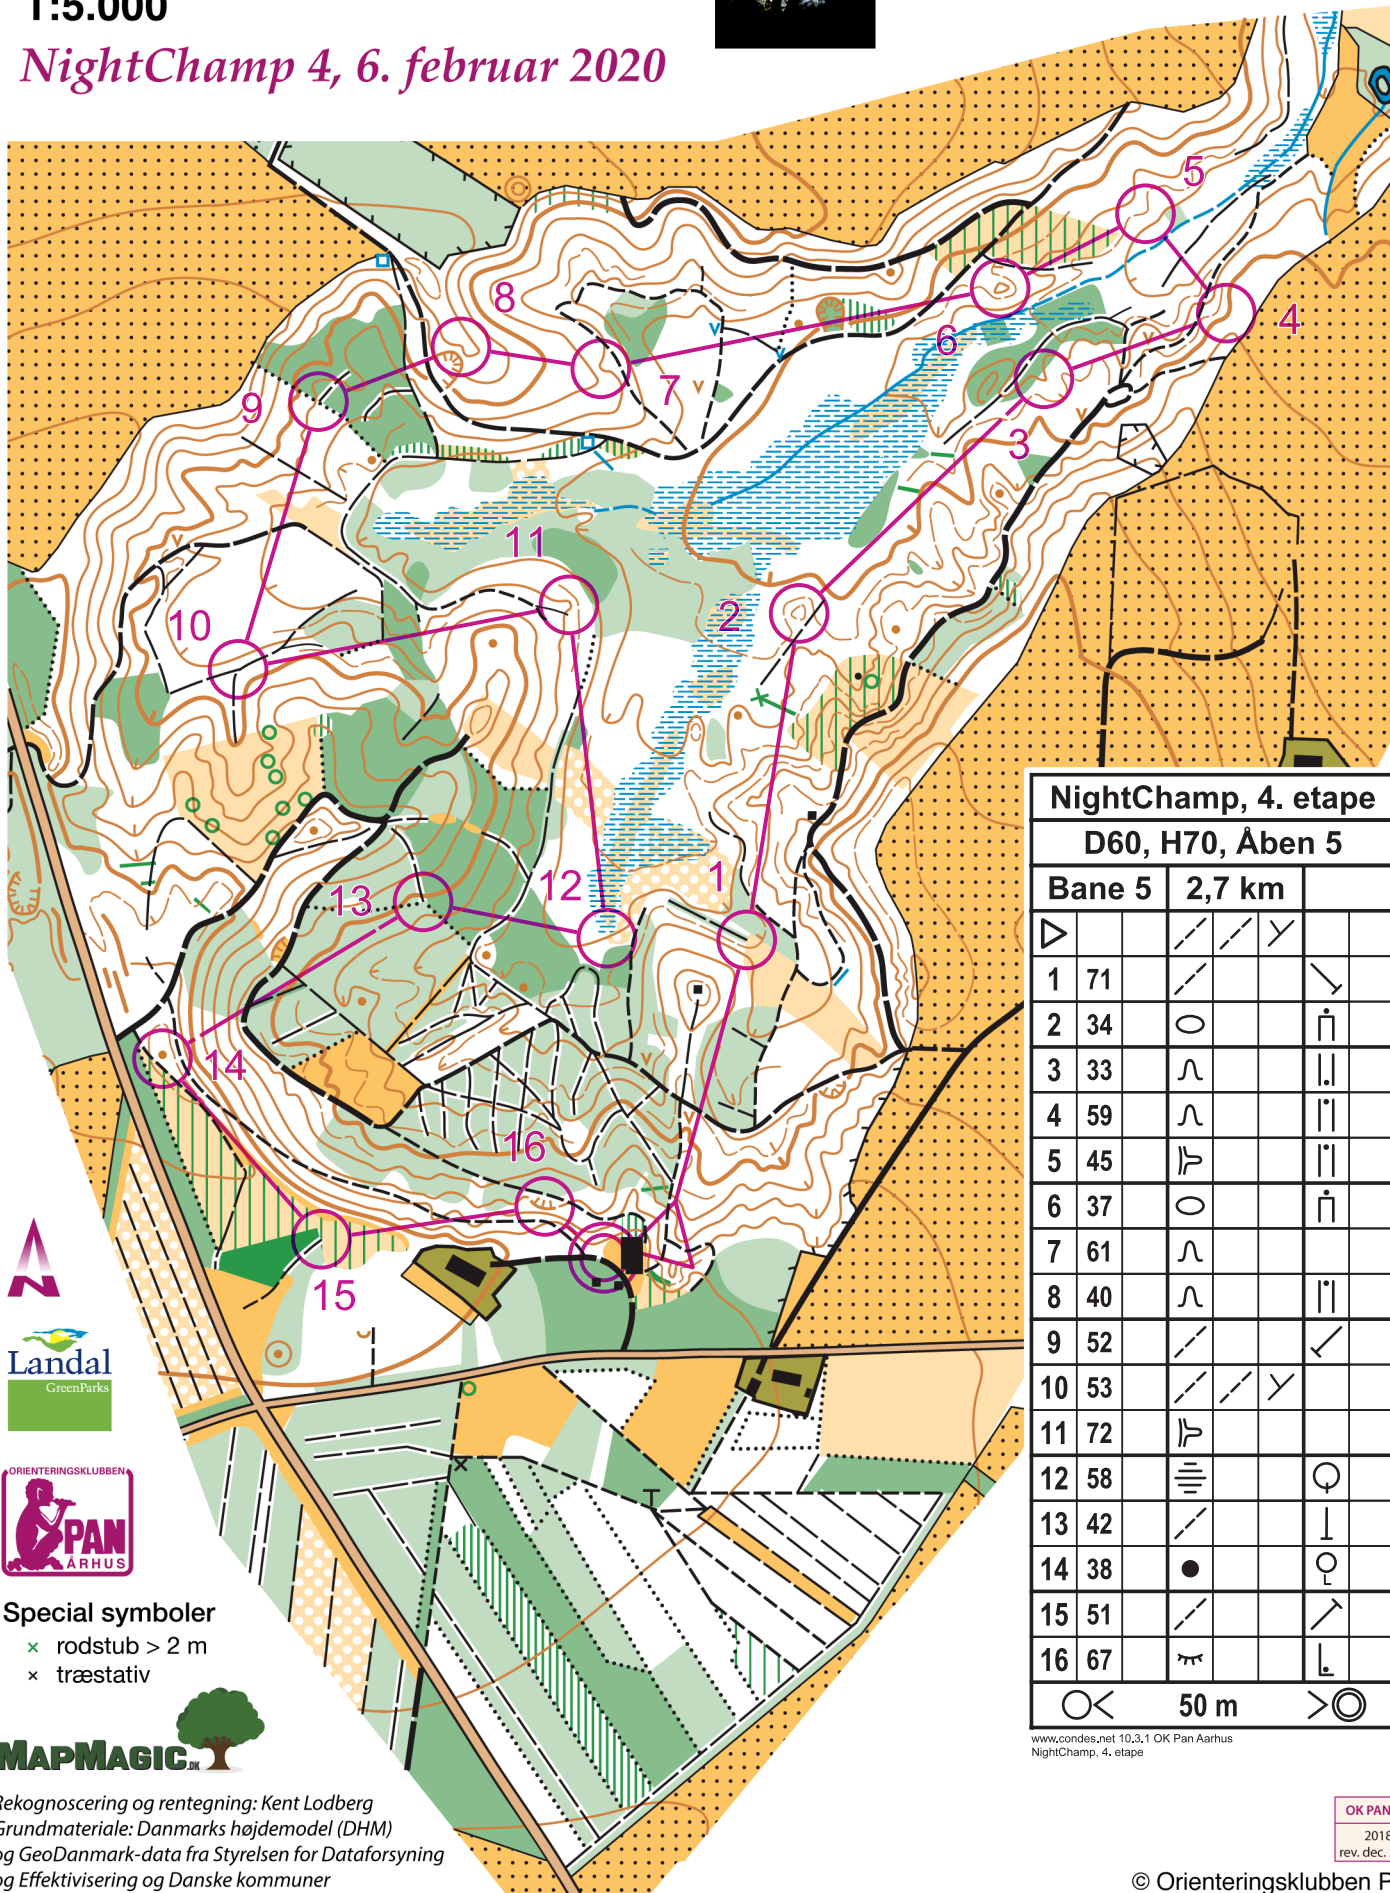 1:5.000
NightChamp 4, 6. februar 2020
5
8
4
6
7
9
3
11
2
10
1
12
13
14
16
15
NightChamp, 4. etape
D60, H70, Åben 5
Bane 5 2,7 km
1 71
2 34
3 33
4 59
5 45
6 37
7 61
8 40
9 52
10 53
11 72
12 58
13 42
14 38
15 51
16 67
50 m
www.condes.net 10.3.1 OK Pan Aarhus
NightChamp, 4. etape
N
Landal
GreenParks
ORIENTERINGSKLUBBEN
PAN
ÅRHUS
Special symboler
× rodstub > 2 m
× træstativ
MAPMAGIC.DK
Rekognoscering og rentegning: Kent Lodberg
Grundmateriale: Danmarks højdemodel (DHM)
og GeoDanmark-data fra Styrelsen for Dataforsyning
og Effektivisering og Danske kommuner
OK PAN
2018
rev. dec.
© Orienteringsklubben P